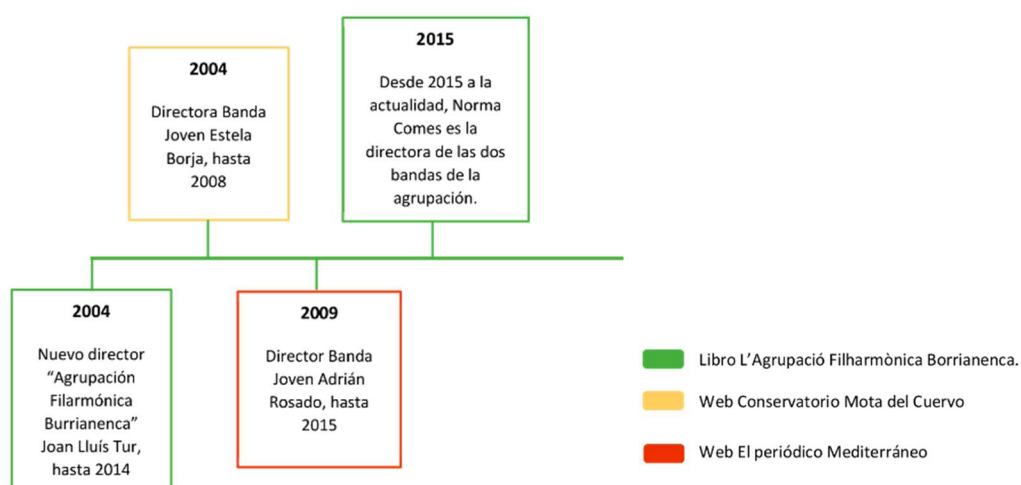 2004
Directora Banda
Joven Estela
Borja, hasta
2008
2015
Desde 2015 a la
actualidad, Norma
Comes es la
directora de las dos
bandas de la
agrupación.
2004
Nuevo director
“Agrupación
Filarmónica
Burrianenca”
Joan Lluís Tur,
hasta 2014
2009
Director Banda
Joven Adrián
Rosado, hasta
2015
Libro L’Agrupació Filharmònica Borrianenca.
Web Conservatorio Mota del Cuervo
Web El periódico Mediterráneo